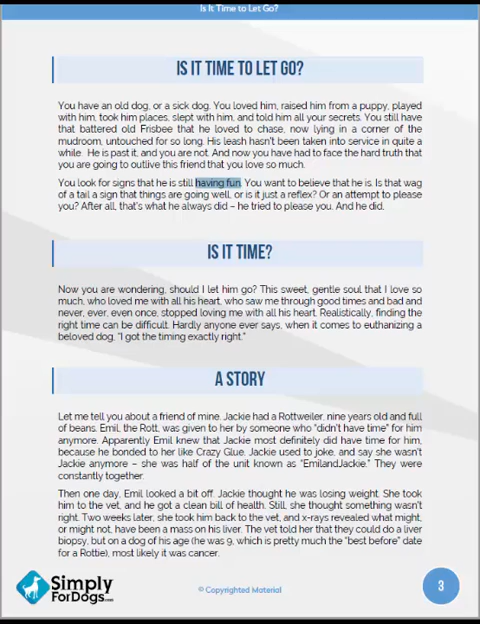 Is It Time to Let Go?
IS IT TIME TO LET GO?
You have an old dog, or a sick dog. You loved him, raised him from a puppy, played
with him, took him places, slept with him, and told him all your secrets. You still have
that battered old Frisbee that he loved to chase, now lying in a corner of the
mudroom, untouched for so long. His leash hasn't been taken into service in quite a
while. He is past it, and you are not. And now you have had to face the hard truth that
you are going to outlive this friend that you love so much.
You look for signs that he is still having fun. You want to believe that he is. Is that wag
of a tail a sign that things are going well, or is it just a reflex? Or an attempt to please
you? After all, that's what he always did – he tried to please you. And he did.
IS IT TIME?
Now you are wondering, should I let him go? This sweet, gentle soul that I love so
much, who loved me with all his heart, who saw me through good times and bad and
never, ever, even once, stopped loving me with all his heart. Realistically, finding the
right time can be difficult. Hardly anyone ever says, when it comes to euthanizing a
beloved dog, "I got the timing exactly right."
A STORY
Let me tell you about a friend of mine. Jackie had a Rottweiler, nine years old and full
of beans. Emil, the Rott, was given to her by someone who "didn't have time" for him
anymore. Apparently Emil knew that Jackie most definitely did have time for him,
because he bonded to her like Crazy Glue. Jackie used to joke, and say she wasn't
Jackie anymore – she was half of the unit known as "EmilandJackie." They were
constantly together.
Then one day, Emil looked a bit off. Jackie thought he was losing weight. She took
him to the vet, and he got a clean bill of health. Still, she thought something wasn't
right. Two weeks later, she took him back to the vet, and x-rays revealed what might,
or might not, have been a mass on his liver. The vet told her that they could do a liver
biopsy, but on a dog of his age (he was 9, which is pretty much the "best before" date
for a Rottie), most likely it was cancer.
Simply
ForDogs.com
© Copyrighted Material
3